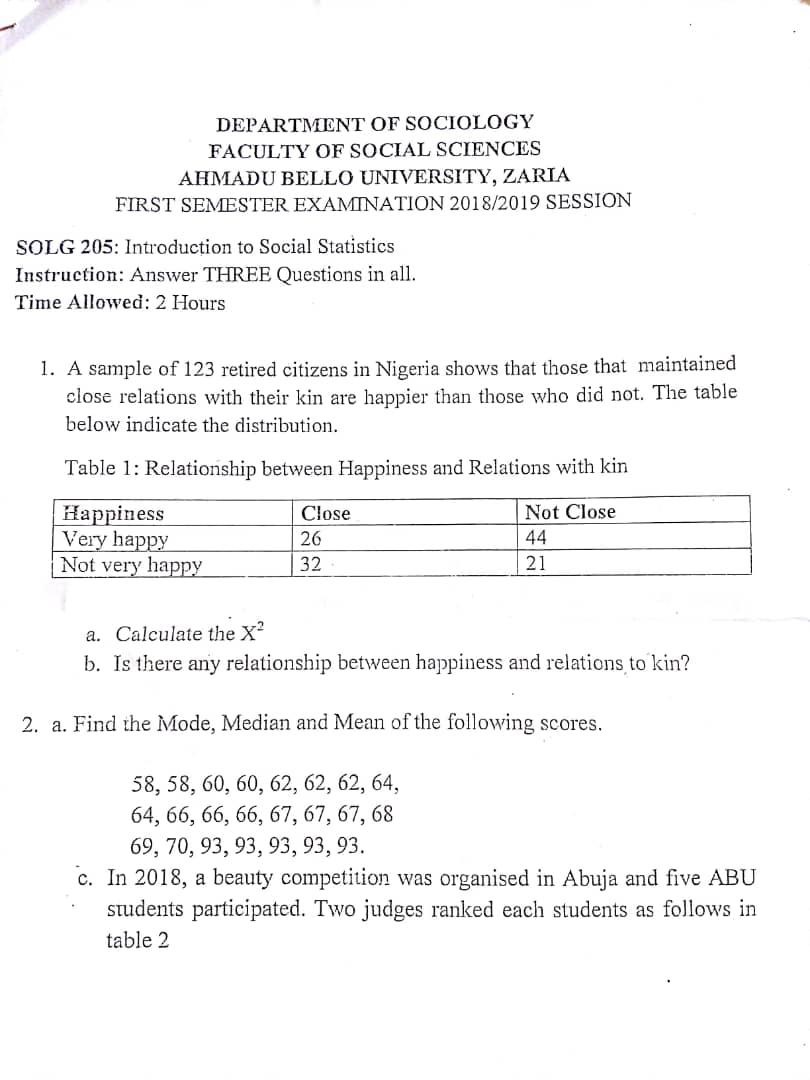 DEPARTMENT OF SOCIOLOGY
FACULTY OF SOCIAL SCIENCES
AHMADU BELLO UNIVERSITY, ZARIA
FIRST SEMESTER EXAMINATION 2018/2019 SESSION
SOLG 205: Introduction to Social Statistics
Instruction: Answer THREE Questions in all.
Time Allowed: 2 Hours
1. A sample of 123 retired citizens in Nigeria shows that those that maintained
close relations with their kin are happier than those who did not. The table
below indicate the distribution.
Table 1: Relationship between Happiness and Relations with kin
Happiness Close Not Close
Very happy 26 44
Not very happy 32 21
a. Calculate the X²
b. Is there any relationship between happiness and relations to kin?
2. a. Find the Mode, Median and Mean of the following scores.
58, 58, 60, 60, 62, 62, 62, 64,
64, 66, 66, 66, 67, 67, 67, 68
69, 70, 93, 93, 93, 93, 93.
c. In 2018, a beauty competition was organised in Abuja and five ABU
students participated. Two judges ranked each students as follows in
table 2